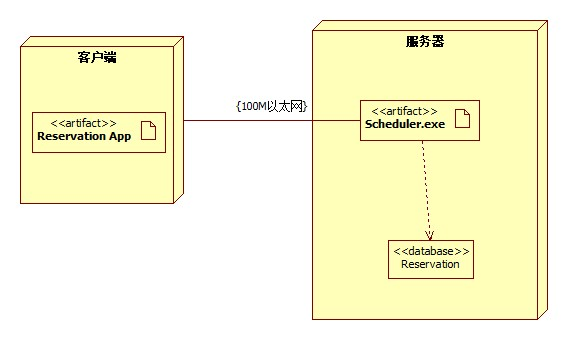 客户端
<<artifact>>
Reservation App
{100M以太网}
服务器
<<artifact>>
Scheduler.exe
<<database>>
Reservation